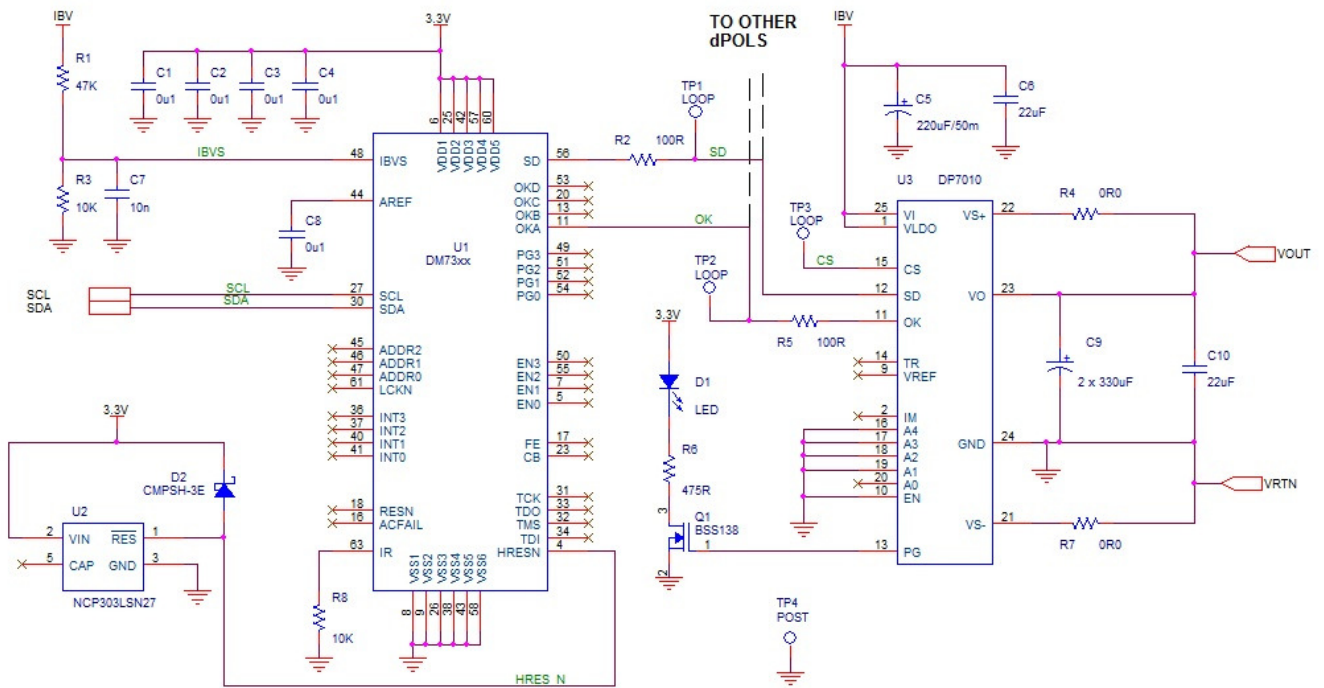 IBV
3.3V
TO OTHER
dPOLS
IBV
R1
47K
C1
0u1
C2
0u1
C3
0u1
C4
0u1
TP1
LOOP
C5
220uF/50m
C6
22uF
6
25
42
57
60
VDD1
VDD2
VDD3
VDD4
VDD5
R2
100R
IBVS
48
IBVS
SD
56
SD
R3
10K
C7
10n
44
AREF
C8
0u1
OKD
53
OKC
20
OKB
13
OKA
11
OK
U1
DM73xx
PG3
49
PG2
51
PG1
52
PG0
54
TP2
LOOP
TP3
LOOP
CS
U3
DP7010
R4
0R0
25
VI
1
VLDO
VS+
22
VOUT
15
CS
12
SD
VO
23
11
OK
SCL
SDA
SCL
SDA
27
SCL
30
SDA
R5
100R
3.3V
45
ADDR2
46
ADDR1
47
ADDR0
61
LCKN
EN3
50
EN2
55
EN1
7
EN0
5
D1
LED
14
TR
9
VREF
C9
2 x 330uF
C10
22uF
36
INT3
37
INT2
40
INT1
41
INT0
FE
17
CB
23
R6
475R
2
IM
16
A4
17
A3
18
A2
19
A1
20
A0
10
EN
GND
24
VRTN
VS-
21
R7
0R0
3.3V
D2
CMPSH-3E
18
RESN
16
ACFAIL
TCK
31
TDO
33
TMS
32
TDI
34
HRESN
4
3
Q1
BSS138
1
2
13
PG
U2
2
VIN
RES
1
5
CAP
GND
3
NCP303LSN27
63
IR
R8
10K
VSS1
VSS2
VSS3
VSS4
VSS5
VSS6
8
9
26
38
43
58
TP4
POST
HRES_N